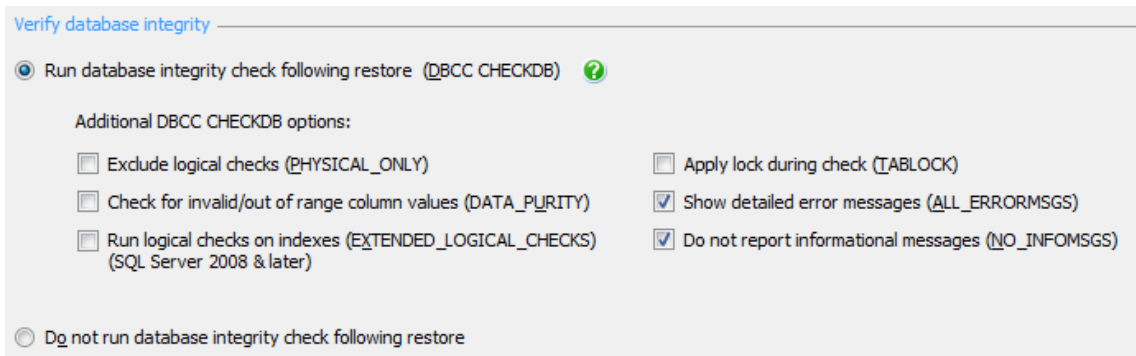 Verify database integrity
Run database integrity check following restore (DBCC CHECKDB) ?
Additional DBCC CHECKDB options:
Exclude logical checks (PHYSICAL_ONLY)
Apply lock during check (TABLOCK)
Check for invalid/out of range column values (DATA_PURITY)
Show detailed error messages (ALL_ERRORMSGS)
Run logical checks on indexes (EXTENDED_LOGICAL_CHECKS)
(SQL Server 2008 & later)
Do not report informational messages (NO_INFOMSGS)
Do not run database integrity check following restore